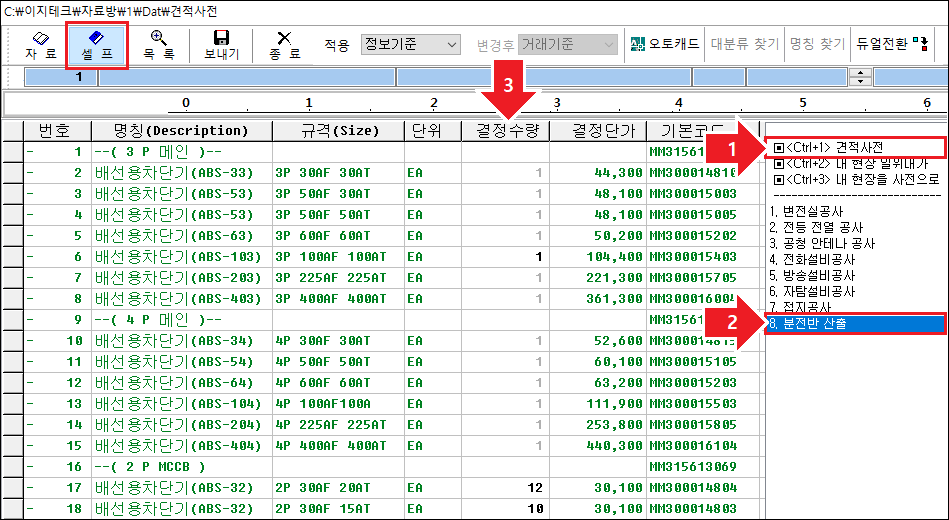 C:₩이지테크₩자료방₩1₩Dat₩견적사전
자 료 셀 프 목 록 보내기 종 료 적용 정보기준 변경후 거래기준 오토캐드 대분류 찾기 명칭 찾기 듀얼전환
1
0 1 2 3 4 5 6
번호 명칭(Description) 규격(Size) 단위 결정수량 결정단가 기본코드
- 1 --( 3 P 메인 )-- MM315613
- 2 배선용차단기(ABS-33) 3P 30AF 30AT EA 1 44,300 MM300014810
- 3 배선용차단기(ABS-53) 3P 50AF 30AT EA 1 48,100 MM300015003
- 4 배선용차단기(ABS-53) 3P 50AF 50AT EA 1 48,100 MM300015005
- 5 배선용차단기(ABS-63) 3P 60AF 60AT EA 1 50,200 MM300015202
- 6 배선용차단기(ABS-103) 3P 100AF 100AT EA 1 104,400 MM300015403
- 7 배선용차단기(ABS-203) 3P 225AF 225AT EA 1 221,300 MM300015705
- 8 배선용차단기(ABS-403) 3P 400AF 400AT EA 1 361,300 MM300016004
- 9 --( 4 P 메인 )-- MM31561
- 10 배선용차단기(ABS-34) 4P 30AF 30AT EA 1 52,600 MM300014815
- 11 배선용차단기(ABS-54) 4P 50AF 50AT EA 1 60,100 MM300015105
- 12 배선용차단기(ABS-64) 4P 60AF 60AT EA 1 63,200 MM300015203
- 13 배선용차단기(ABS-104) 4P 100AF100A EA 1 111,900 MM300015503
- 14 배선용차단기(ABS-204) 4P 225AF 225AT EA 1 253,800 MM300015805
- 15 배선용차단기(ABS-404) 4P 400AF 400AT EA 1 440,300 MM300016104
- 16 --( 2 P MCCB ) MM315613069
- 17 배선용차단기(ABS-32) 2P 30AF 20AT EA 12 30,100 MM300014804
- 18 배선용차단기(ABS-32) 2P 30AF 15AT EA 10 30,100 MM300014803
<Ctrl+1> 견적사전
<Ctrl+2> 내 현장 일위대가
<Ctrl+3> 내 현장을 사전으로
1. 변전실공사
2. 전등 전열 공사
3. 공청 안테나 공사
4. 전화설비공사
5. 방송설비공사
6. 자탐설비공사
7. 접지공사
8. 분전반 산출
1
2
3